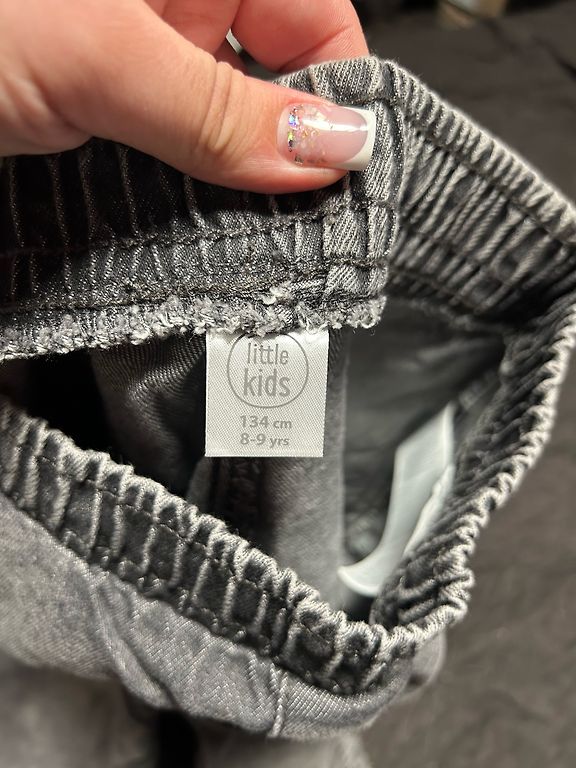 little
kids
134 cm
8-9 yrs